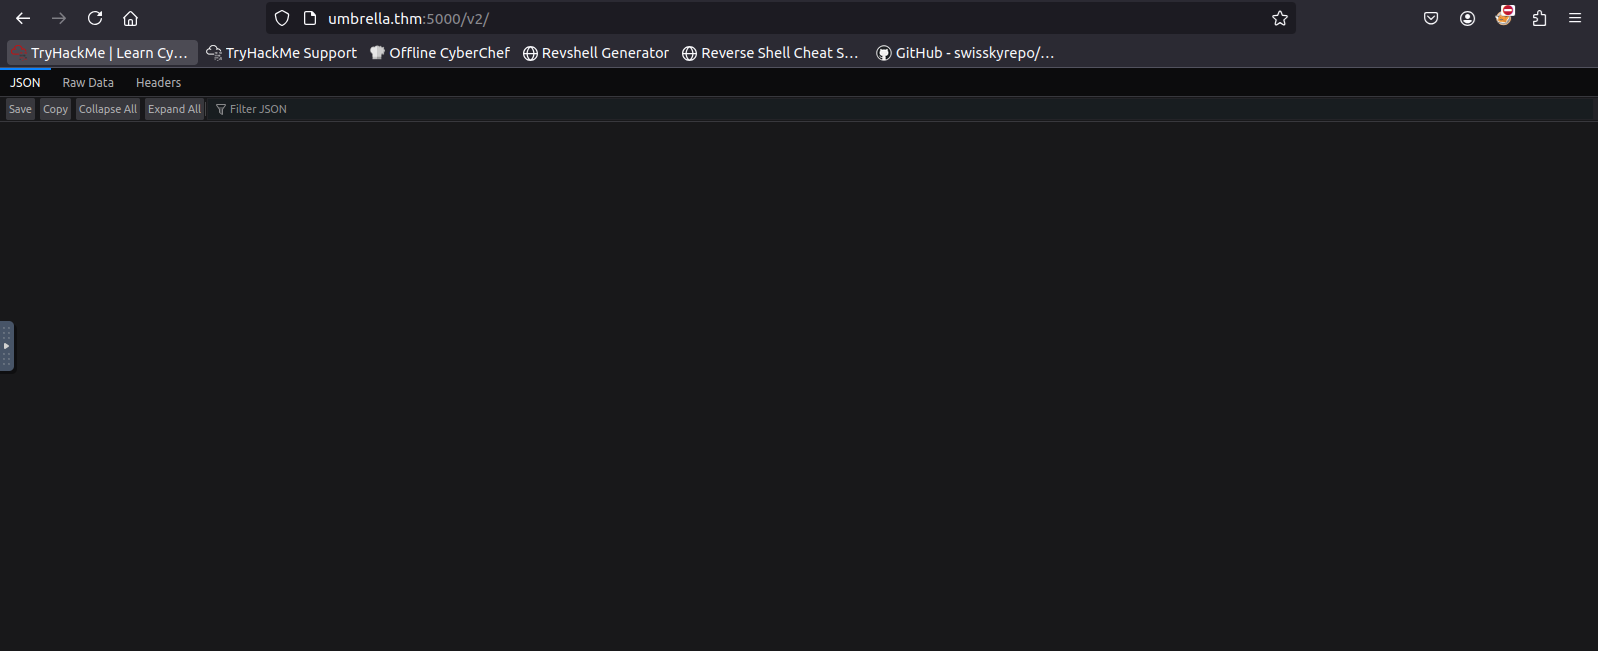 umbrella.thm:5000/v2/
TryHackMe | Learn Cy... TryHackMe Support Offline CyberChef Revshell Generator Reverse Shell Cheat S... GitHub - swisskyrepo/...
JSON Raw Data Headers
Save Copy Collapse All Expand All Filter JSON